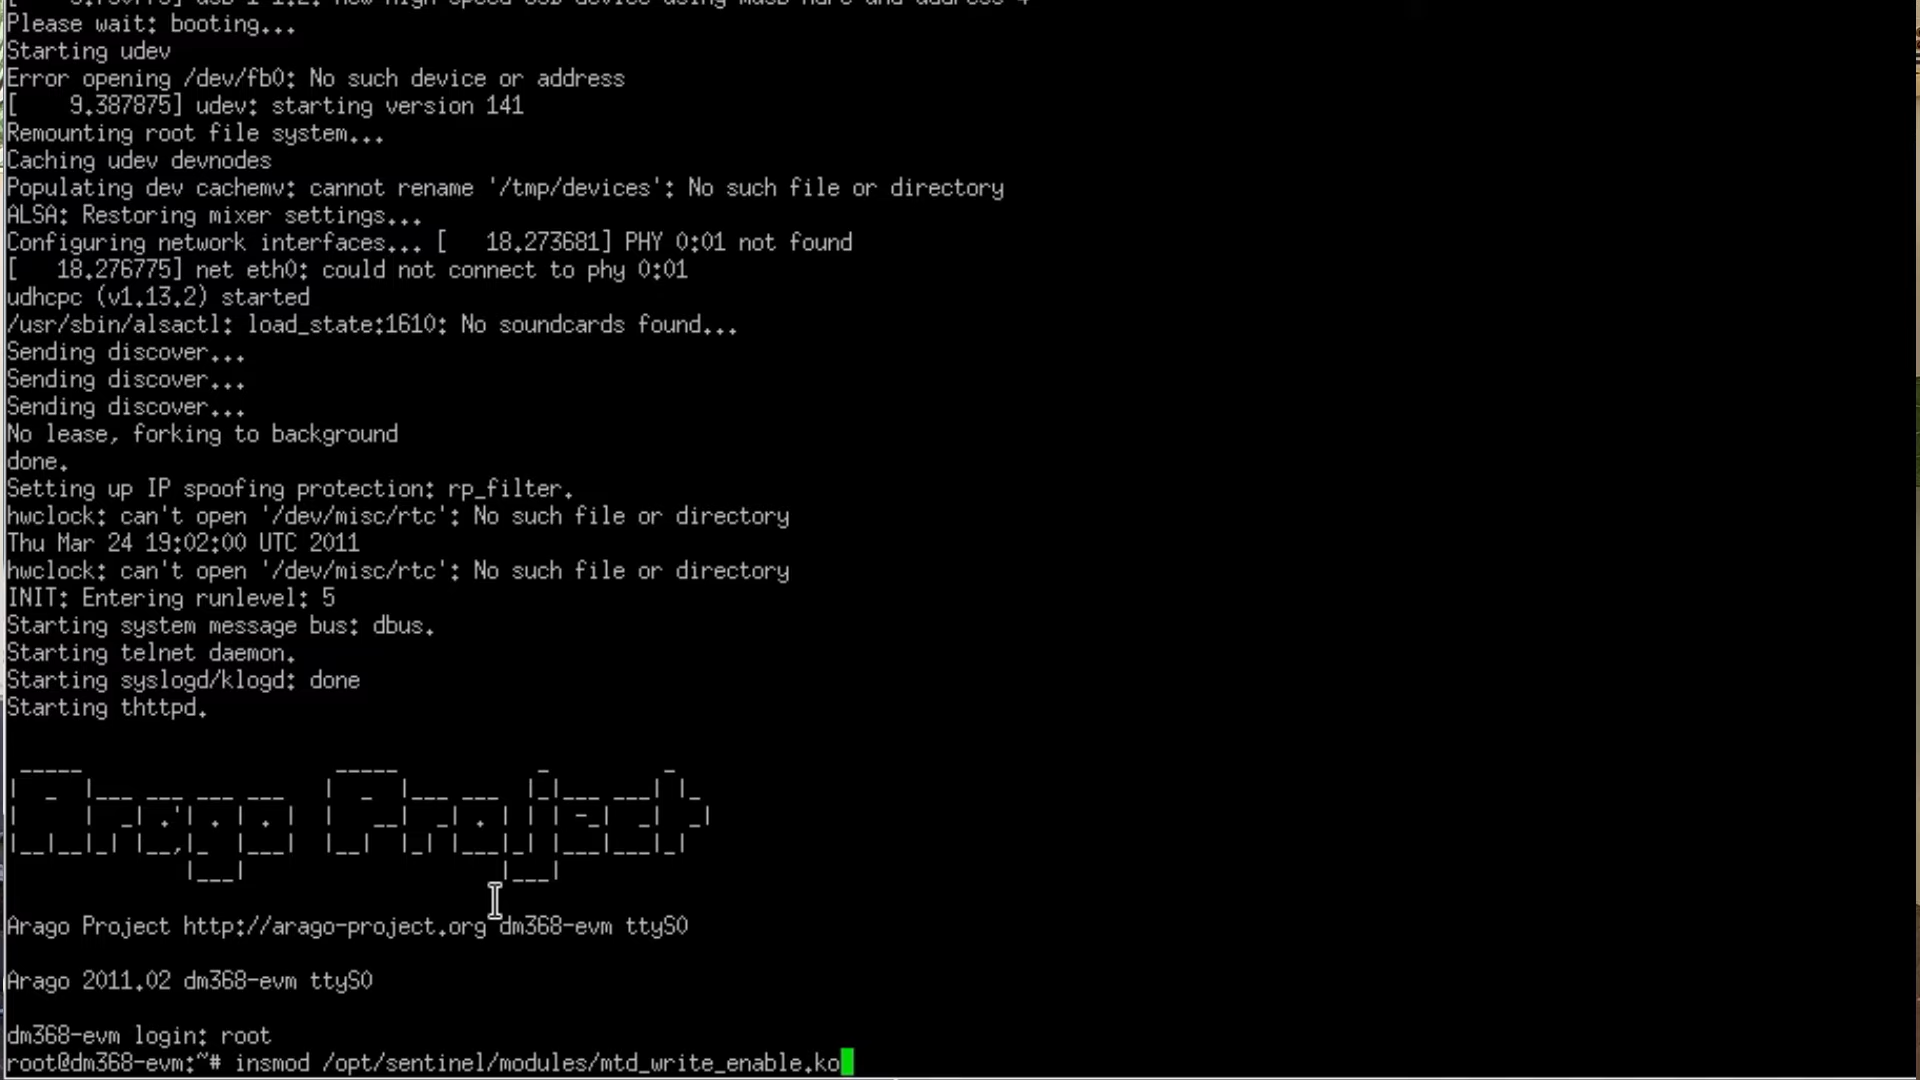 Please wait: booting...
Starting udev
Error opening /dev/fb0: No such device or address
[    9.387875] udev: starting version 141
Remounting root file system...
Caching udev devnodes
Populating dev cachemv: cannot rename '/tmp/devices': No such file or directory
ALSA: Restoring mixer settings...
Configuring network interfaces... [   18.273681] PHY 0:01 not found
[   18.276775] net eth0: could not connect to phy 0:01
udhcpc (v1.13.2) started
/usr/sbin/alsactl: load_state:1610: No soundcards found...
Sending discover...
Sending discover...
Sending discover...
No lease, forking to background
done.
Setting up IP spoofing protection: rp_filter.
hwclock: can't open '/dev/misc/rtc': No such file or directory
Thu Mar 24 19:02:00 UTC 2011
hwclock: can't open '/dev/misc/rtc': No such file or directory
INIT: Entering runlevel: 5
Starting system message bus: dbus.
Starting telnet daemon.
Starting syslogd/klogd: done
Starting thttpd.
Arago Project
Arago Project http://arago-project.org dm368-evm ttyS0
Arago 2011.02 dm368-evm ttyS0
dm368-evm login: root
root@dm368-evm:~# insmod /opt/sentinel/modules/mtd_write_enable.ko